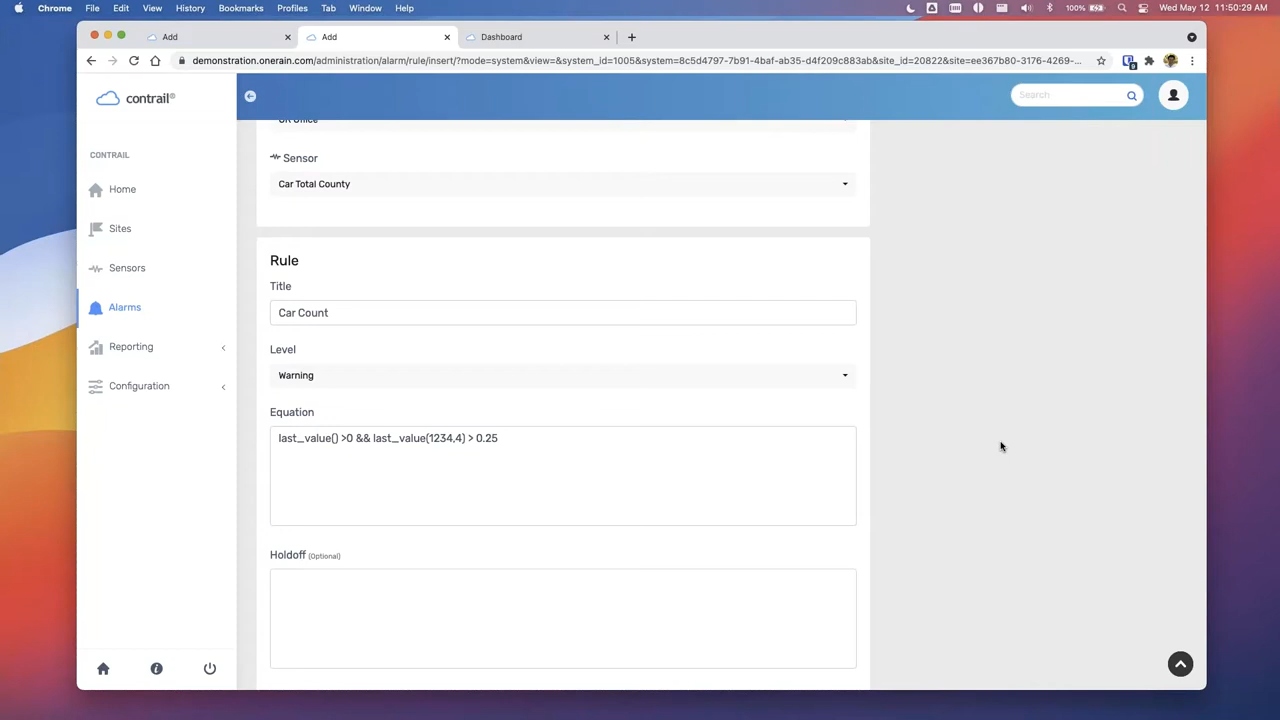 Chrome File Edit View History Bookmarks Profiles Tab Window Help 100% Wed May 12 11:50:29 AM
Add Add Dashboard
demonstration.onerain.com/administration/alarm/rule/insert/?mode=system&view=&system_id=1005&system=8c5d4797-7b91-4baf-ab35-d4f209c883ab&site_id=20822&site=ee367b80-3176-4269-...
contrail®
Search
CONTRAIL
Home
Sites
Sensors
Alarms
Reporting
Configuration
Office
Sensor
Car Total County
Rule
Title
Car Count
Level
Warning
Equation
last_value() >0 && last_value(1234,4) > 0.25
Holdoff (Optional)